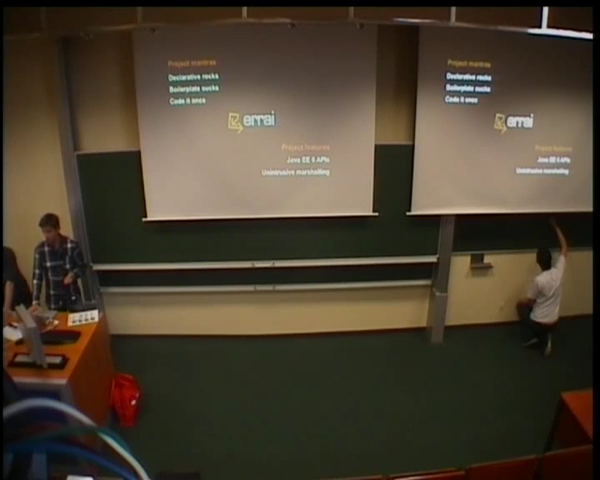 Project mantras
Declarative rocks
Boilerplate sucks
Code it once
errai
Project features
Java EE 6 APIs
Unintrusive marshalling
Project mantras
Declarative rocks
Boilerplate sucks
Code it once
errai
Project features
Java EE 6 APIs
Unintrusive marshalling